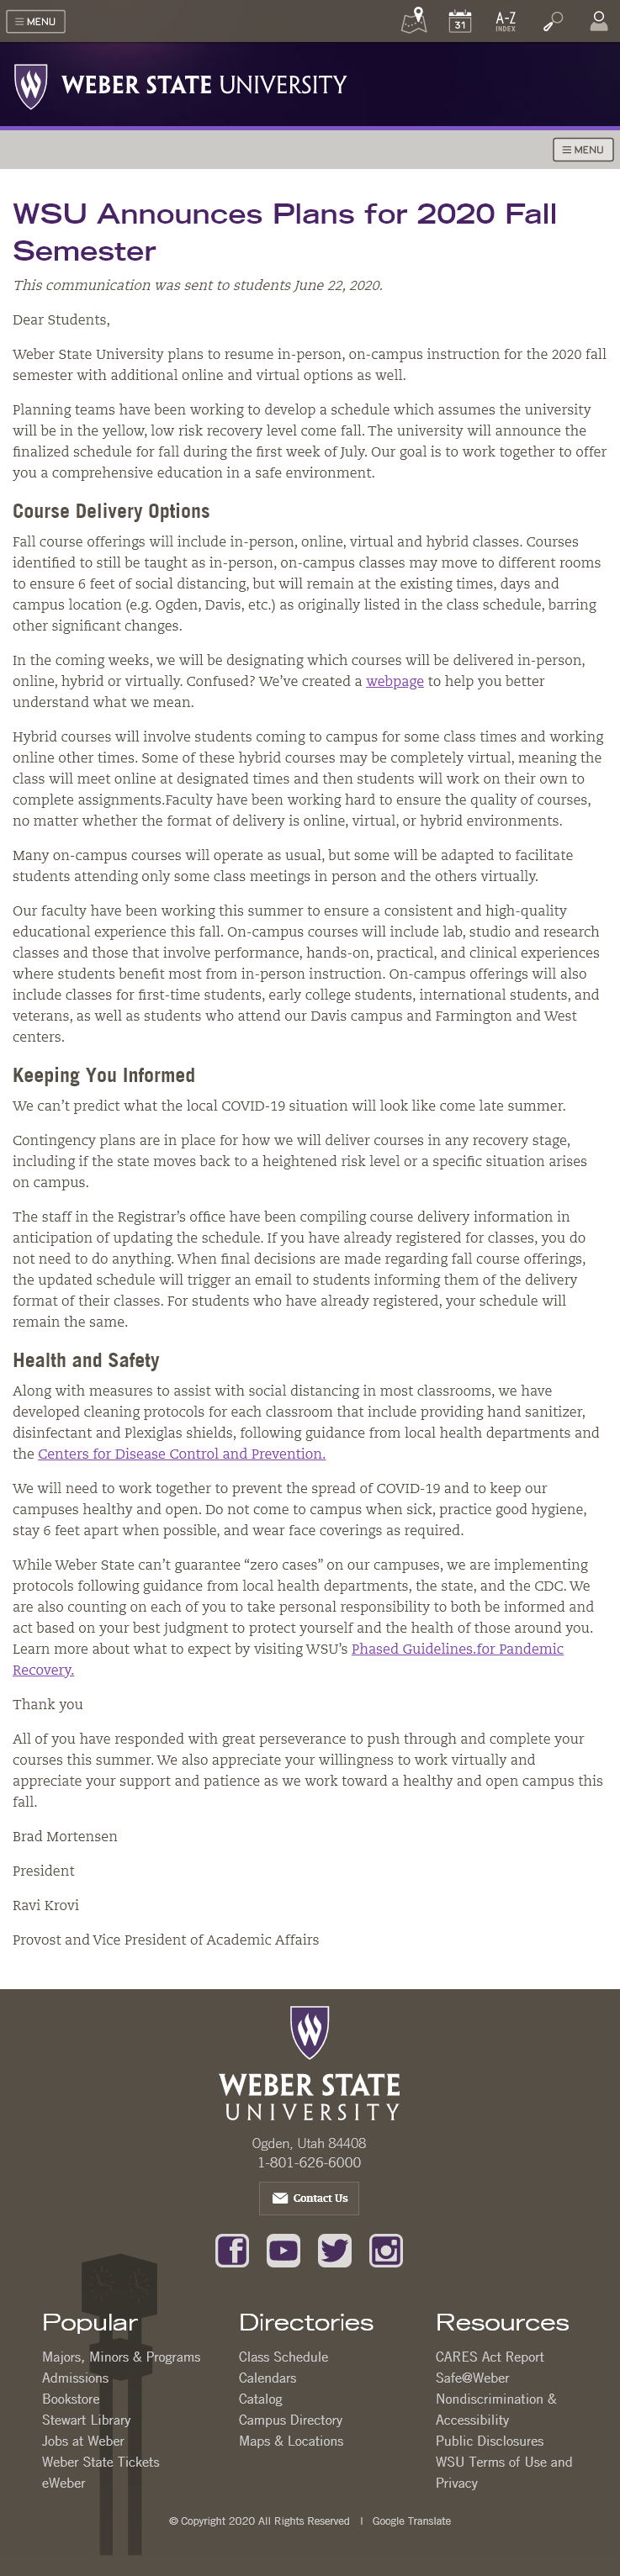 MENU
31
A-Z
INDEX
WEBER STATE UNIVERSITY
MENU
WSU Announces Plans for 2020 Fall
Semester
This communication was sent to students June 22, 2020.
Dear Students,
Weber State University plans to resume in-person, on-campus instruction for the 2020 fall
semester with additional online and virtual options as well.
Planning teams have been working to develop a schedule which assumes the university
will be in the yellow, low risk recovery level come fall. The university will announce the
finalized schedule for fall during the first week of July. Our goal is to work together to offer
you a comprehensive education in a safe environment.
Course Delivery Options
Fall course offerings will include in-person, online, virtual and hybrid classes. Courses
identified to still be taught as in-person, on-campus classes may move to different rooms
to ensure 6 feet of social distancing, but will remain at the existing times, days and
campus location (e.g. Ogden, Davis, etc.) as originally listed in the class schedule, barring
other significant changes.
In the coming weeks, we will be designating which courses will be delivered in-person,
online, hybrid or virtually. Confused? We’ve created a webpage to help you better
understand what we mean.
Hybrid courses will involve students coming to campus for some class times and working
online other times. Some of these hybrid courses may be completely virtual, meaning the
class will meet online at designated times and then students will work on their own to
complete assignments.Faculty have been working hard to ensure the quality of courses,
no matter whether the format of delivery is online, virtual, or hybrid environments.
Many on-campus courses will operate as usual, but some will be adapted to facilitate
students attending only some class meetings in person and the others virtually.
Our faculty have been working this summer to ensure a consistent and high-quality
educational experience this fall. On-campus courses will include lab, studio and research
classes and those that involve performance, hands-on, practical, and clinical experiences
where students benefit most from in-person instruction. On-campus offerings will also
include classes for first-time students, early college students, international students, and
veterans, as well as students who attend our Davis campus and Farmington and West
centers.
Keeping You Informed
We can’t predict what the local COVID-19 situation will look like come late summer.
Contingency plans are in place for how we will deliver courses in any recovery stage,
including if the state moves back to a heightened risk level or a specific situation arises
on campus.
The staff in the Registrar’s office have been compiling course delivery information in
anticipation of updating the schedule. If you have already registered for classes, you do
not need to do anything. When final decisions are made regarding fall course offerings,
the updated schedule will trigger an email to students informing them of the delivery
format of their classes. For students who have already registered, your schedule will
remain the same.
Health and Safety
Along with measures to assist with social distancing in most classrooms, we have
developed cleaning protocols for each classroom that include providing hand sanitizer,
disinfectant and Plexiglas shields, following guidance from local health departments and
the Centers for Disease Control and Prevention.
We will need to work together to prevent the spread of COVID-19 and to keep our
campuses healthy and open. Do not come to campus when sick, practice good hygiene,
stay 6 feet apart when possible, and wear face coverings as required.
While Weber State can’t guarantee “zero cases” on our campuses, we are implementing
protocols following guidance from local health departments, the state, and the CDC. We
are also counting on each of you to take personal responsibility to both be informed and
act based on your best judgment to protect yourself and the health of those around you.
Learn more about what to expect by visiting WSU’s Phased Guidelines.for Pandemic
Recovery.
Thank you
All of you have responded with great perseverance to push through and complete your
courses this summer. We also appreciate your willingness to work virtually and
appreciate your support and patience as we work toward a healthy and open campus this
fall.
Brad Mortensen
President
Ravi Krovi
Provost and Vice President of Academic Affairs
WEBER STATE
UNIVERSITY
Ogden, Utah 84408
1-801-626-6000
Contact Us
Popular
Majors, Minors & Programs
Admissions
Bookstore
Stewart Library
Jobs at Weber
Weber State Tickets
eWeber
Directories
Class Schedule
Calendars
Catalog
Campus Directory
Maps & Locations
Resources
CARES Act Report
Safe@Weber
Nondiscrimination &
Accessibility
Public Disclosures
WSU Terms of Use and
Privacy
© Copyright 2020 All Rights Reserved | Google Translate